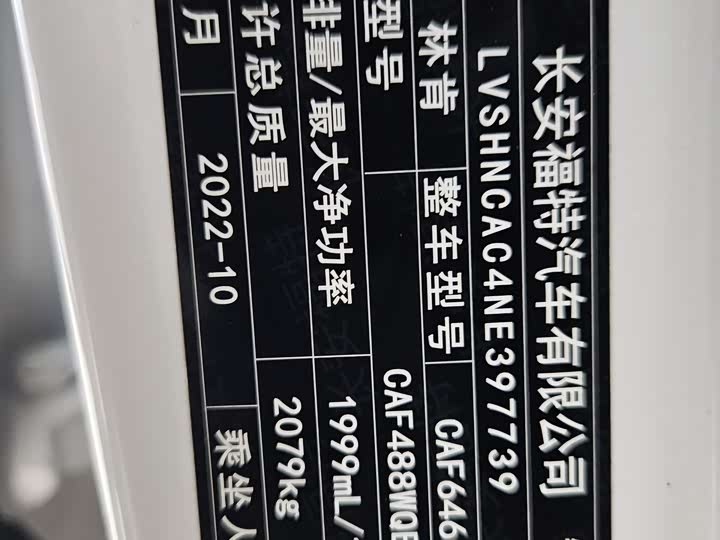 长安福特汽车有限公司
LVSHNCAC4NE397739
林肯 整车型号 CAF646
型号 CAF488WQ
排量/最大净功率 1999mL/
许总质量 2079kg
月 2022-10 乘坐人